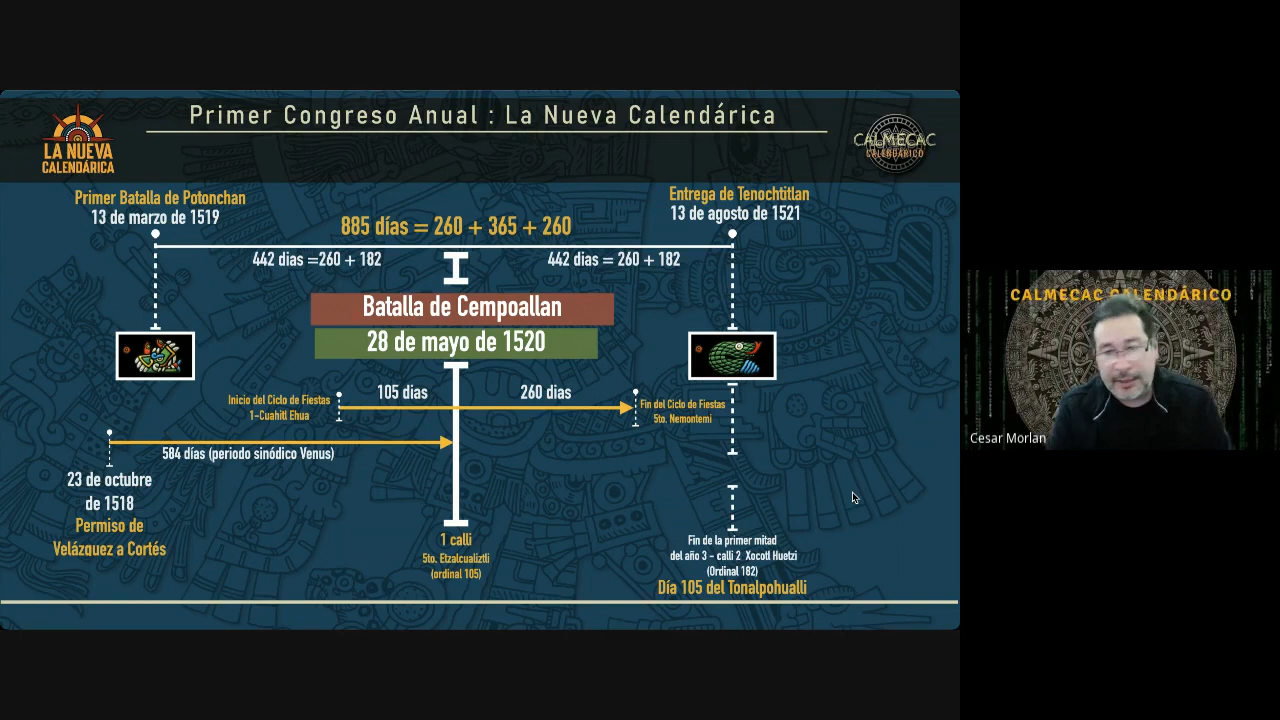 Primer Congreso Anual : La Nueva Calendárica
LA NUEVA
CALENDÁRICA
CALMECAC
CALENDÁRICO
Primer Batalla de Potonchan
13 de marzo de 1519
Entrega de Tenochtitlan
13 de agosto de 1521
885 días = 260 + 365 + 260
442 dias =260 + 182
442 dias = 260 + 182
Batalla de Cempoallan
28 de mayo de 1520
105 dias
260 dias
Inicio del Ciclo de Fiestas
1-Cuahitl Ehua
Fin del Ciclo de Fiestas
5to. Nemontemi
584 días (periodo sinódico Venus)
23 de octubre
de 1518
Permiso de
Velázquez a Cortés
1 calli
5to. Etzalcualiztli
(ordinal 105)
Fin de la primer mitad
del año 3 - calli 2 Xocotl Huetzi
(Ordinal 182)
Día 105 del Tonalpohualli
CALMECAC CALENDÁRICO
Cesar Morlan